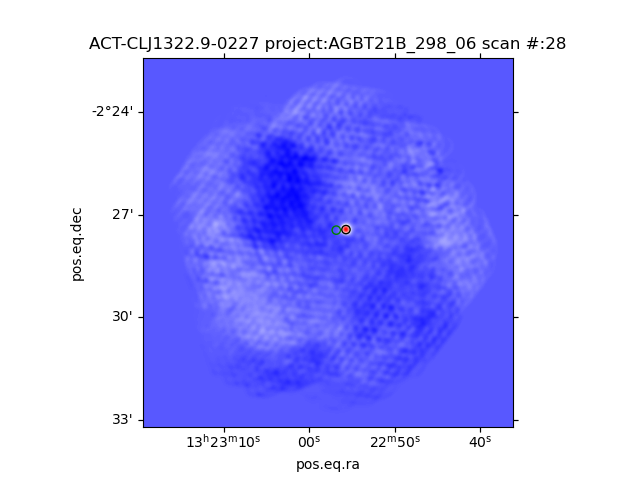 ACT-CLJ1322.9-0227 project:AGBT21B_298_06 scan #:28
-2°24'
27'
30'
33'
pos.eq.dec
13ʰ23ᵐ10ˢ 00ˢ 22ᵐ50ˢ 40ˢ
pos.eq.ra